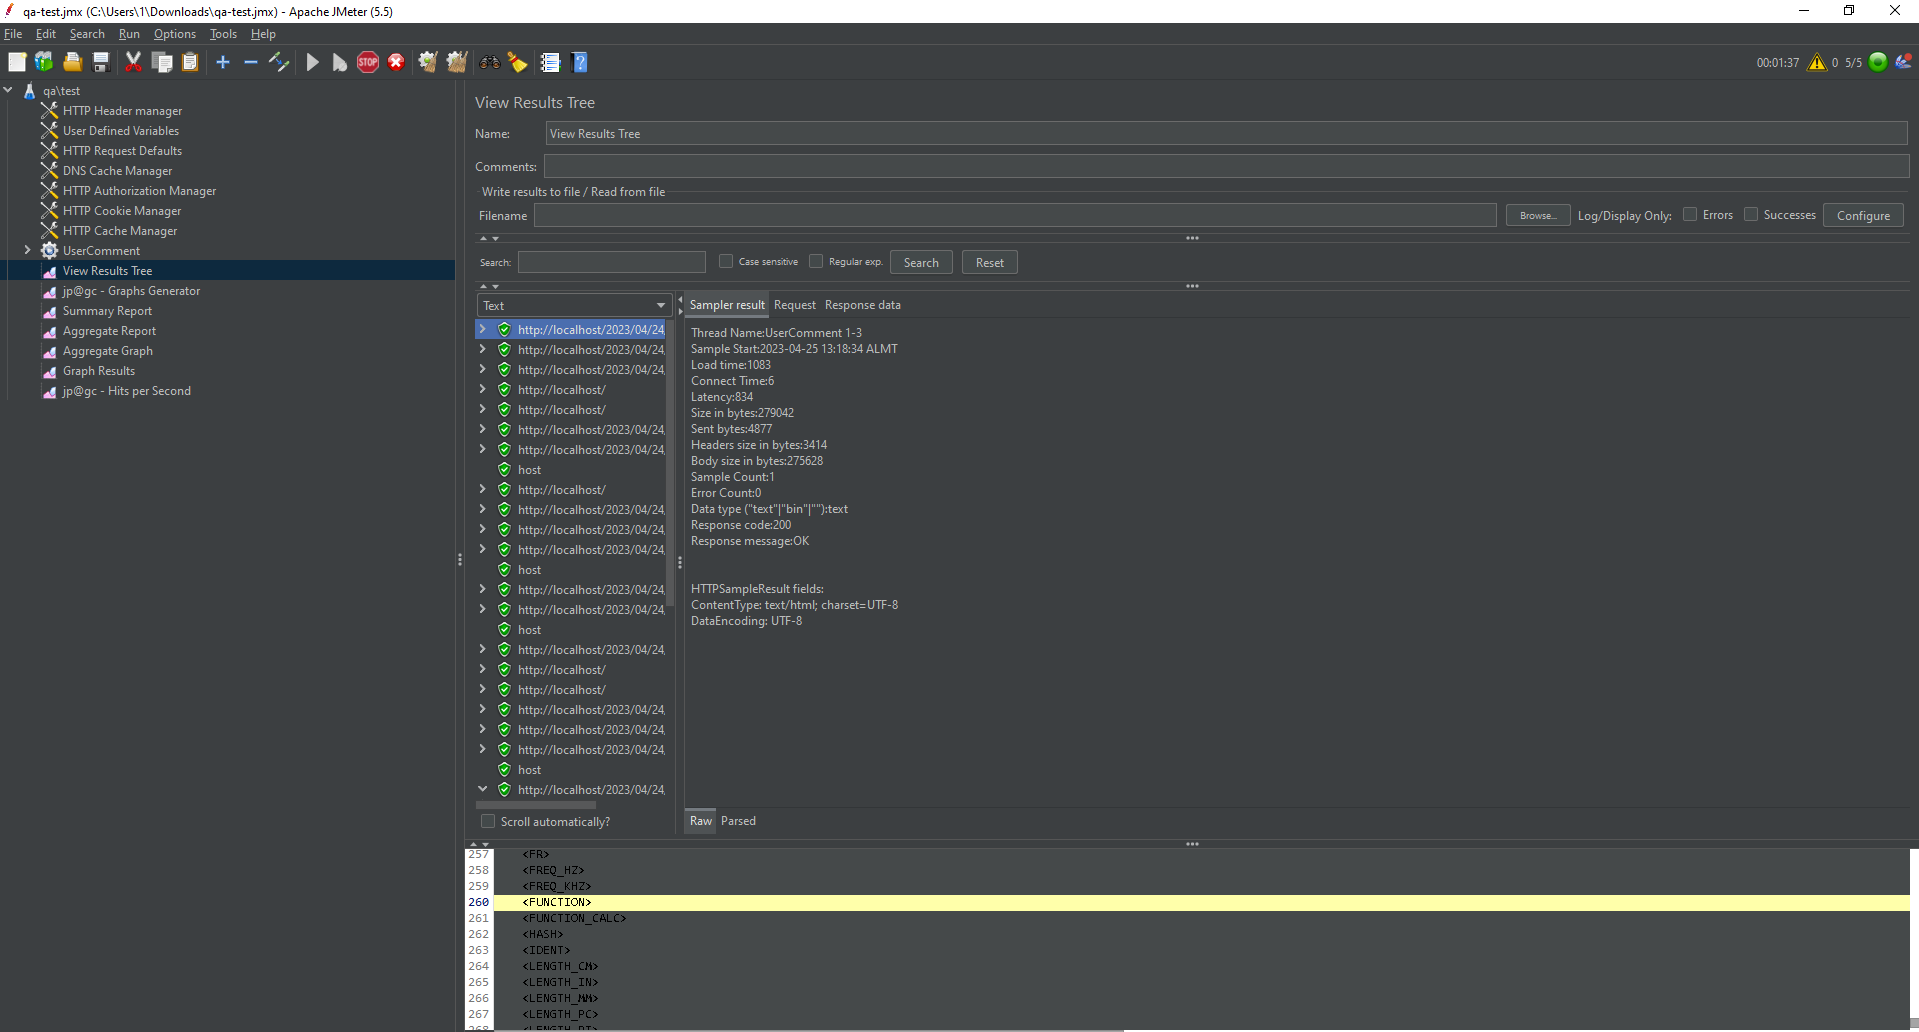 qa-test.jmx (C:\Users\1\Downloads\qa-test.jmx) - Apache JMeter (5.5)
File Edit Search Run Options Tools Help
STOP
00:01:37 0 5/5
qa\test
HTTP Header manager
User Defined Variables
HTTP Request Defaults
DNS Cache Manager
HTTP Authorization Manager
HTTP Cookie Manager
HTTP Cache Manager
UserComment
View Results Tree
jp@gc - Graphs Generator
Summary Report
Aggregate Report
Aggregate Graph
Graph Results
jp@gc - Hits per Second
View Results Tree
Name: View Results Tree
Comments:
Write results to file / Read from file
Filename Browse... Log/Display Only: Errors Successes Configure
Search: Case sensitive Regular exp. Search Reset
Text
http://localhost/2023/04/24,
http://localhost/2023/04/24,
http://localhost/2023/04/24,
http://localhost/
http://localhost/
http://localhost/2023/04/24,
http://localhost/2023/04/24,
host
http://localhost/
http://localhost/2023/04/24,
http://localhost/2023/04/24,
http://localhost/2023/04/24,
host
http://localhost/2023/04/24,
http://localhost/2023/04/24,
host
http://localhost/2023/04/24,
http://localhost/
http://localhost/
http://localhost/2023/04/24,
http://localhost/2023/04/24,
http://localhost/2023/04/24,
host
http://localhost/2023/04/24,
Scroll automatically?
Sampler result Request Response data
Thread Name:UserComment 1-3
Sample Start:2023-04-25 13:18:34 ALMT
Load time:1083
Connect Time:6
Latency:834
Size in bytes:279042
Sent bytes:4877
Headers size in bytes:3414
Body size in bytes:275628
Sample Count:1
Error Count:0
Data type ("text"|"bin"|""):text
Response code:200
Response message:OK
HTTPSampleResult fields:
ContentType: text/html; charset=UTF-8
DataEncoding: UTF-8
Raw Parsed
257 <FR>
258 <FREQ_HZ>
259 <FREQ_KHZ>
260 <FUNCTION>
261 <FUNCTION_CALC>
262 <HASH>
263 <IDENT>
264 <LENGTH_CM>
265 <LENGTH_IN>
266 <LENGTH_MM>
267 <LENGTH_PC>
268 <LENGTH_PT>